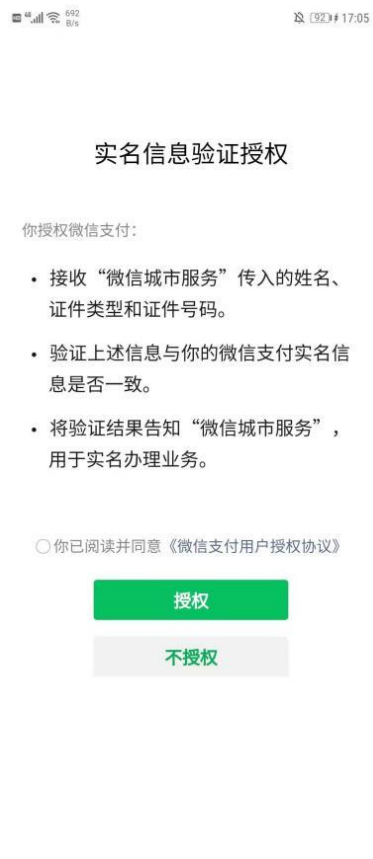 HD 4G 692 B/s 92 17:05
实名信息验证授权
你授权微信支付：
• 接收“微信城市服务”传入的姓名、
证件类型和证件号码。
• 验证上述信息与你的微信支付实名信
息是否一致。
• 将验证结果告知“微信城市服务”，
用于实名办理业务。
你已阅读并同意《微信支付用户授权协议》
授权
不授权